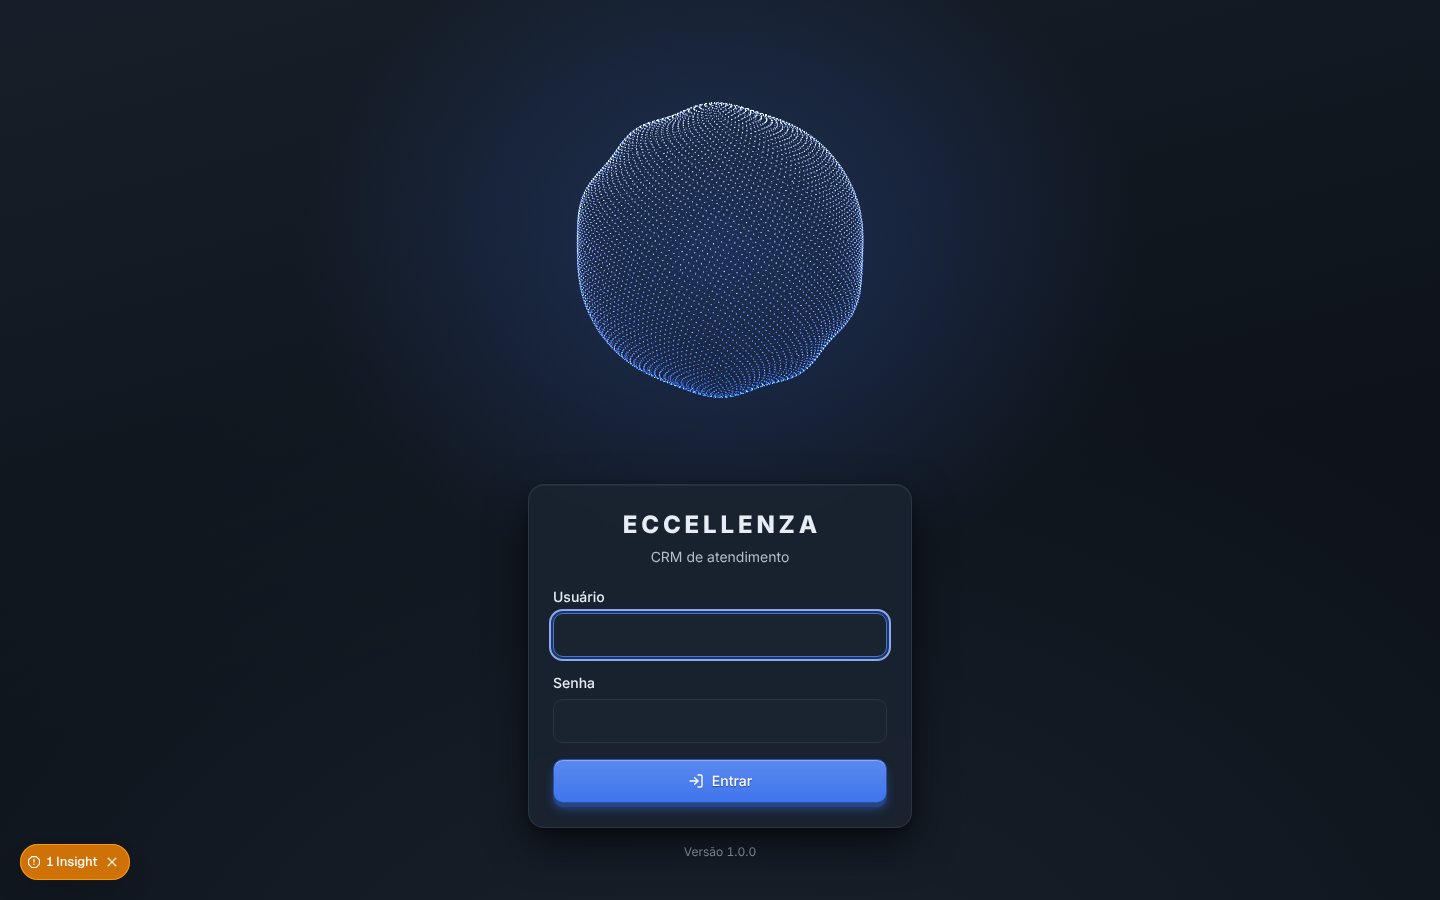 ECCELLENZA
CRM de atendimento
Usuário
Senha
Entrar
Versão 1.0.0
1 Insight